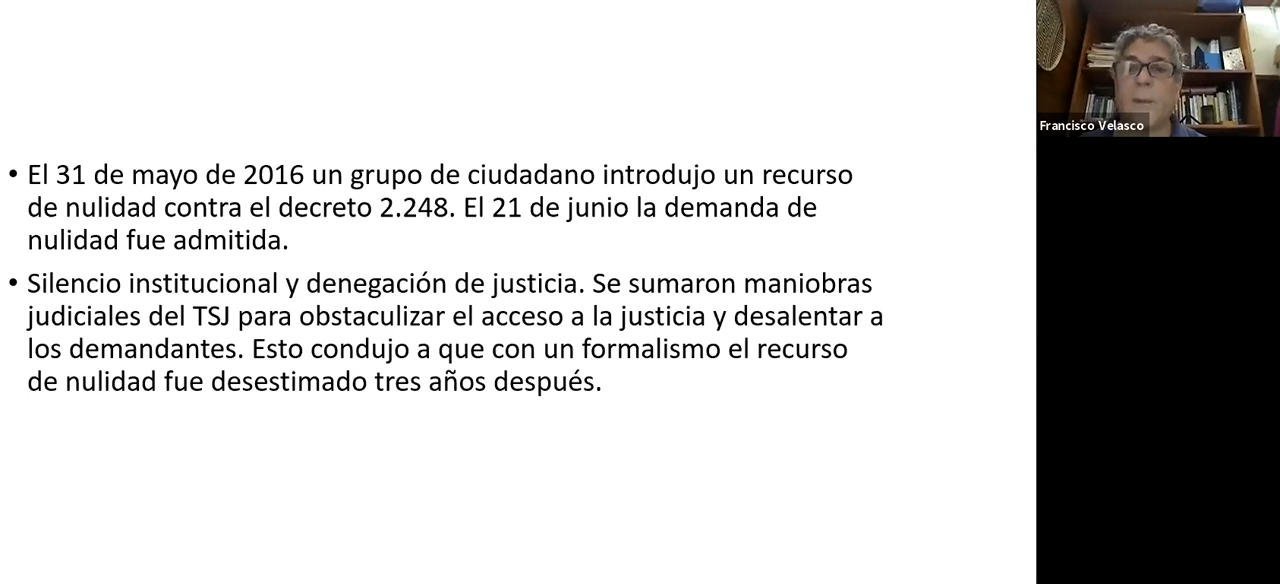 • El 31 de mayo de 2016 un grupo de ciudadano introdujo un recurso
de nulidad contra el decreto 2.248. El 21 de junio la demanda de
nulidad fue admitida.
• Silencio institucional y denegación de justicia. Se sumaron maniobras
judiciales del TSJ para obstaculizar el acceso a la justicia y desalentar a
los demandantes. Esto condujo a que con un formalismo el recurso
de nulidad fue desestimado tres años después.
Francisco Velasco